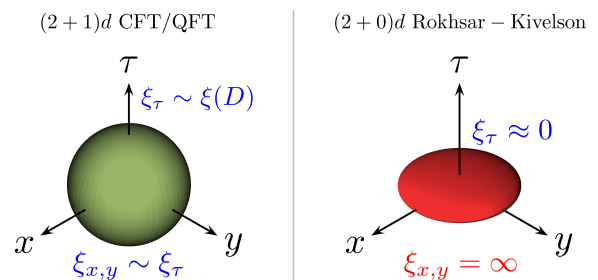 (2 + 1)d CFT/QFT
τ
ξ_τ ∼ ξ(D)
x
y
ξ_{x,y} ∼ ξ_τ
(2 + 0)d Rokhsar − Kivelson
τ
ξ_τ ≈ 0
x
y
ξ_{x,y} = ∞